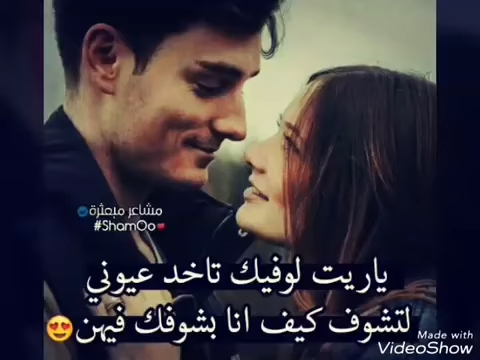 مشاعر مبعثرة
#ShamOo
ياريت لوفيك تاخد عيوني
لتشوف كيف انا بشوفك فيهن😍
Made with
VideoShow